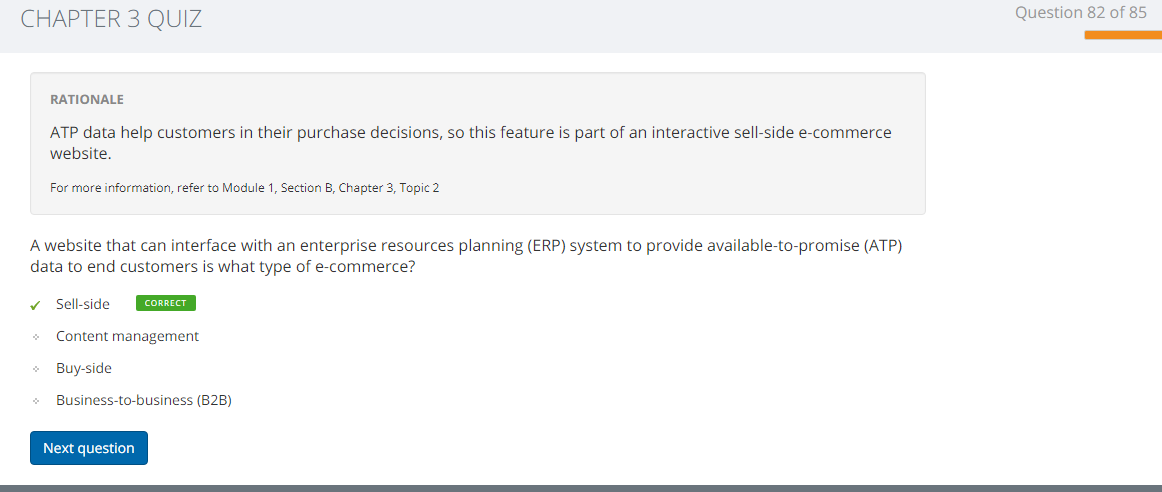 CHAPTER 3 QUIZ
Question 82 of 85
RATIONALE
ATP data help customers in their purchase decisions, so this feature is part of an interactive sell-side e-commerce
website.
For more information, refer to Module 1, Section B, Chapter 3, Topic 2
A website that can interface with an enterprise resources planning (ERP) system to provide available-to-promise (ATP)
data to end customers is what type of e-commerce?
Sell-side CORRECT
Content management
Buy-side
Business-to-business (B2B)
Next question